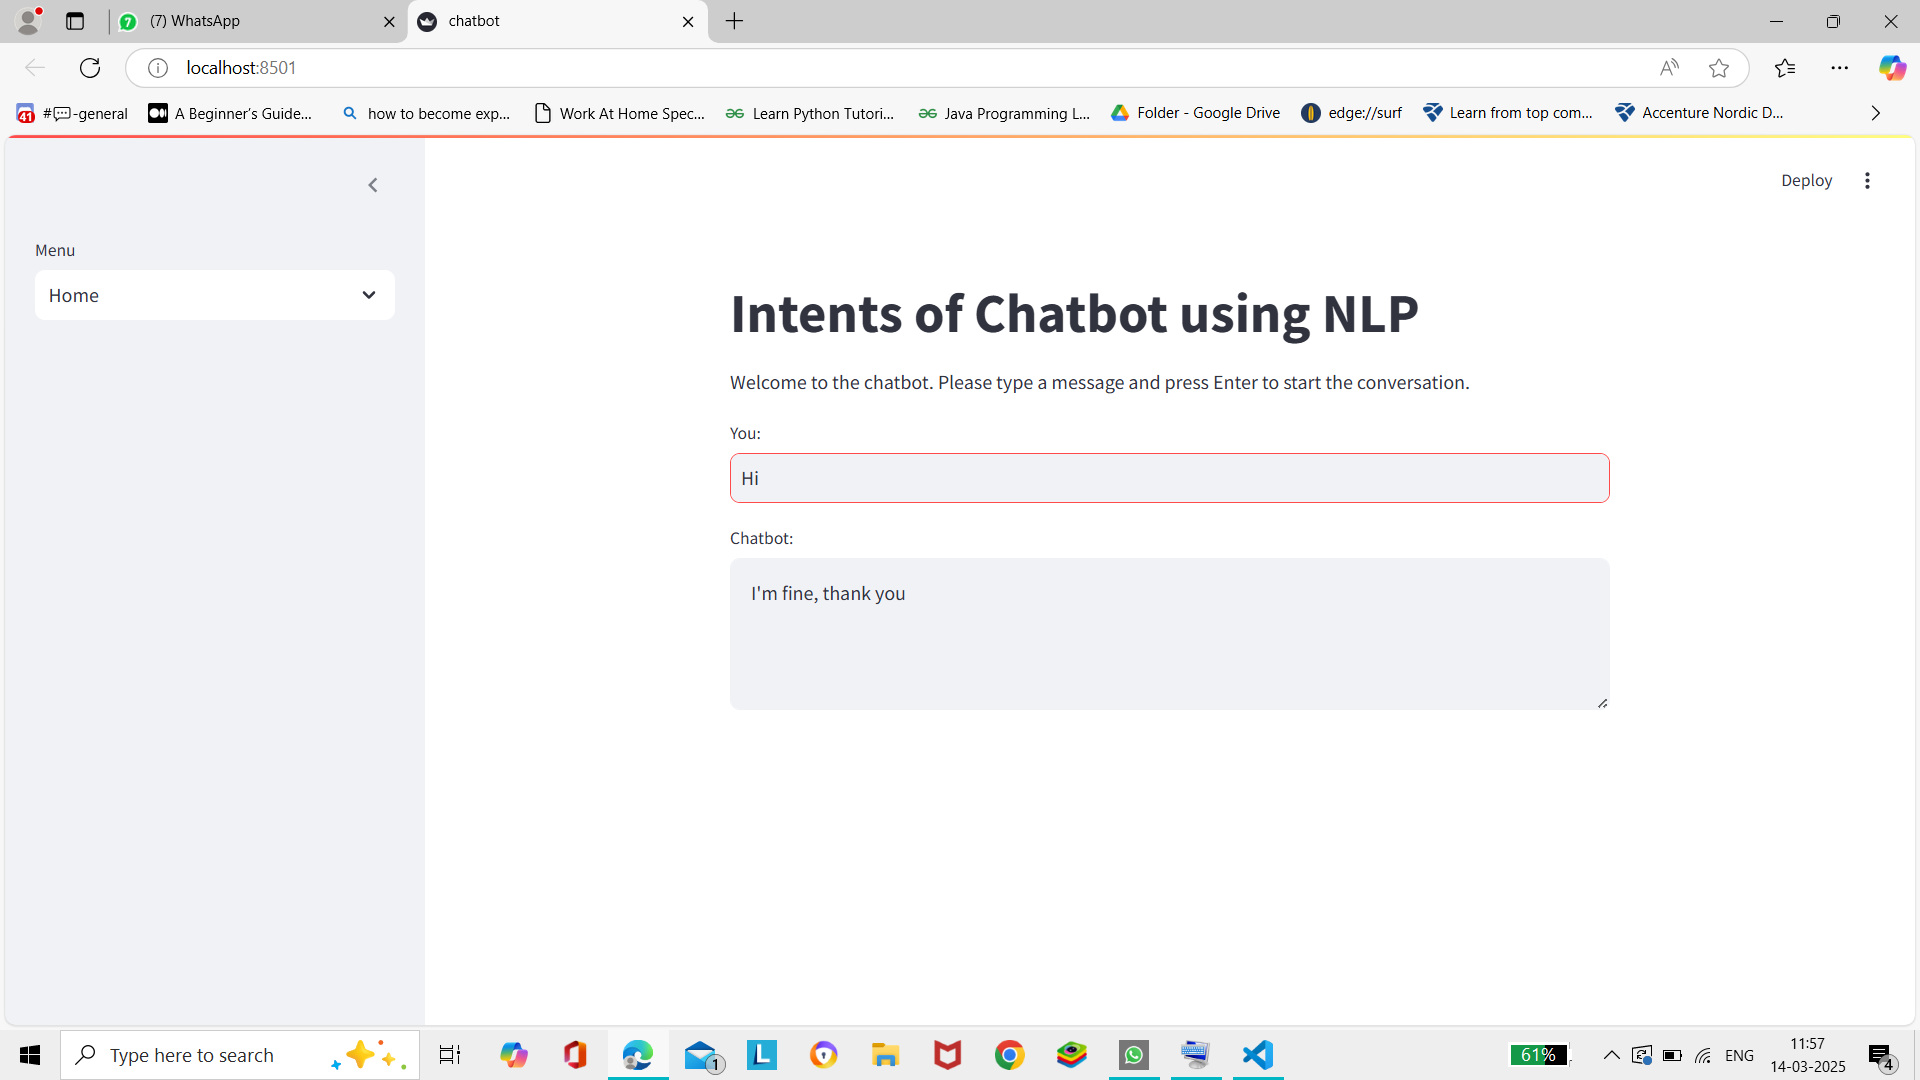 7
(7) WhatsApp
chatbot
localhost:8501
41
#-general
A Beginner’s Guide...
how to become exp...
Work At Home Spec...
Learn Python Tutori...
Java Programming L...
Folder - Google Drive
edge://surf
Learn from top com...
Accenture Nordic D...
Deploy
Menu
Home
Intents of Chatbot using NLP
Welcome to the chatbot. Please type a message and press Enter to start the conversation.
You:
Hi
Chatbot:
I'm fine, thank you
Type here to search
1
L
61%
ENG
11:57
14-03-2025
4